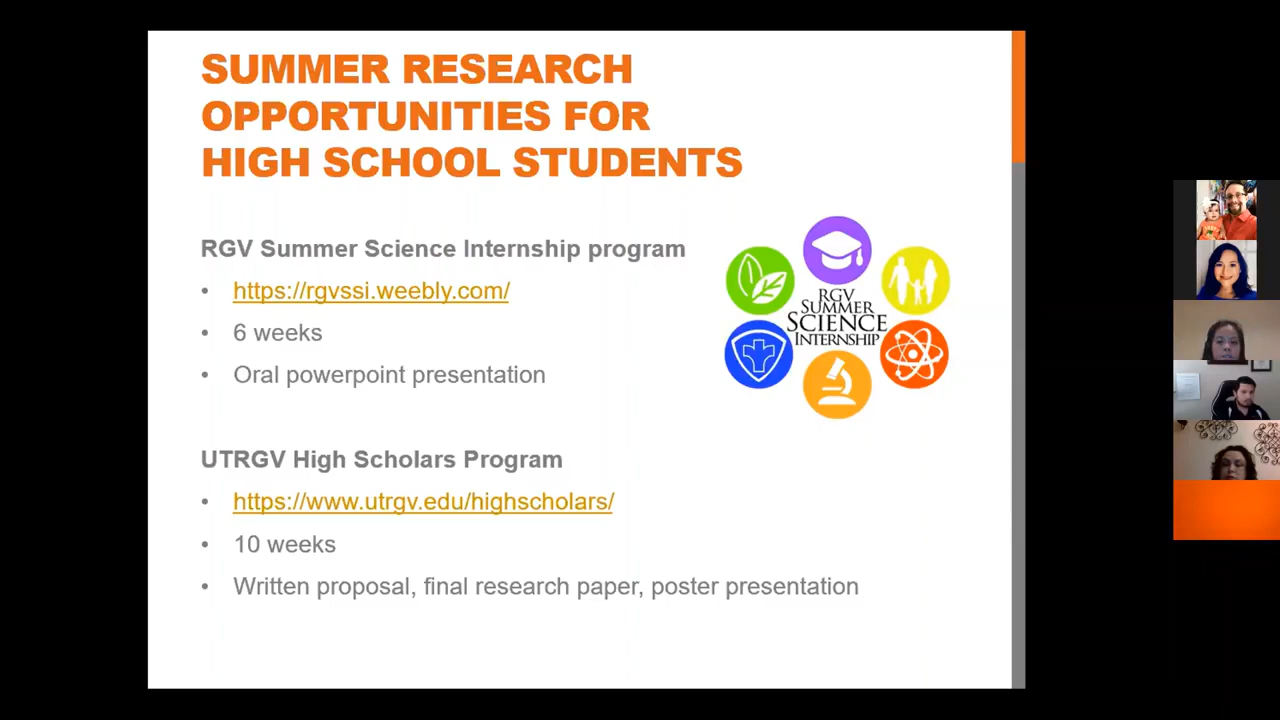 SUMMER RESEARCH
OPPORTUNITIES FOR
HIGH SCHOOL STUDENTS
RGV Summer Science Internship program
• https://rgvssi.weebly.com/
• 6 weeks
• Oral powerpoint presentation
RGV
SUMMER
SCIENCE
INTERNSHIP
UTRGV High Scholars Program
• https://www.utrgv.edu/highscholars/
• 10 weeks
• Written proposal, final research paper, poster presentation